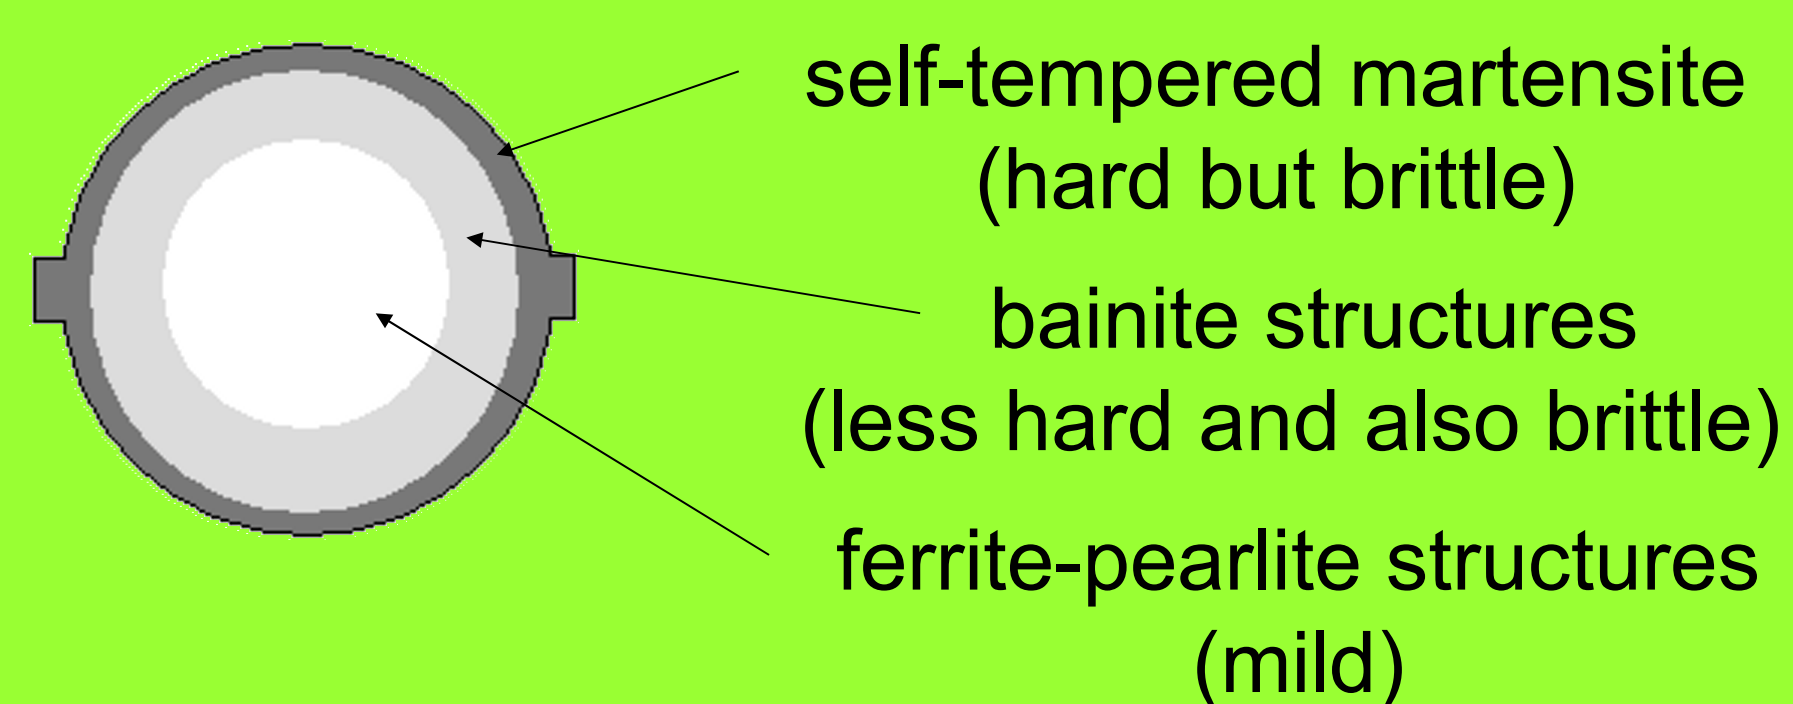 self-tempered martensite
(hard but brittle)
bainite structures
(less hard and also brittle)
ferrite-pearlite structures
(mild)